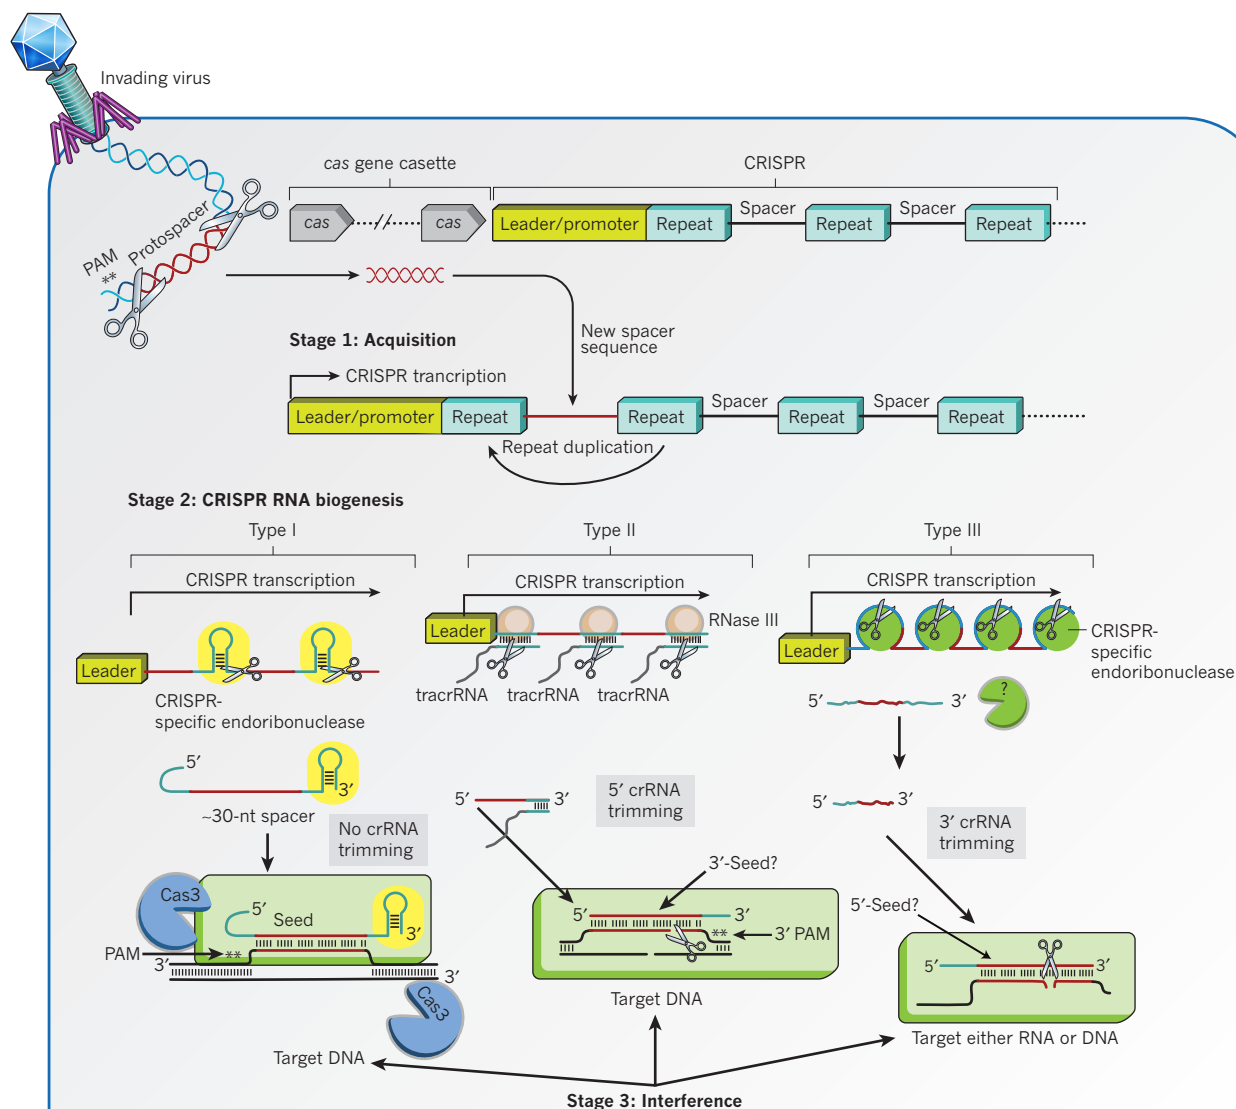 Invading virus
cas gene casette
CRISPR
PAM
**
Protospacer
cas
cas
Leader/promoter
Repeat
Spacer
Repeat
Spacer
Repeat
New spacer
sequence
Stage 1: Acquisition
CRISPR trancription
Leader/promoter
Repeat
Repeat
Spacer
Repeat
Spacer
Repeat
Repeat duplication
Stage 2: CRISPR RNA biogenesis
Type I
CRISPR transcription
Leader
CRISPR-
specific endoribonuclease
5′
3′
~30-nt spacer
No crRNA
trimming
Cas3
5′
Seed
3′
PAM
**
3′
3′
Cas3
Target DNA
Type II
CRISPR transcription
Leader
RNase III
tracrRNA
tracrRNA
tracrRNA
5′
3′
5′ crRNA
trimming
3′-Seed?
5′
3′
**
3′ PAM
Target DNA
Type III
CRISPR transcription
Leader
CRISPR-
specific
endoribonuclease
5′
3′
?
5′
3′
3′ crRNA
trimming
5′-Seed?
5′
3′
Target either RNA or DNA
Stage 3: Interference